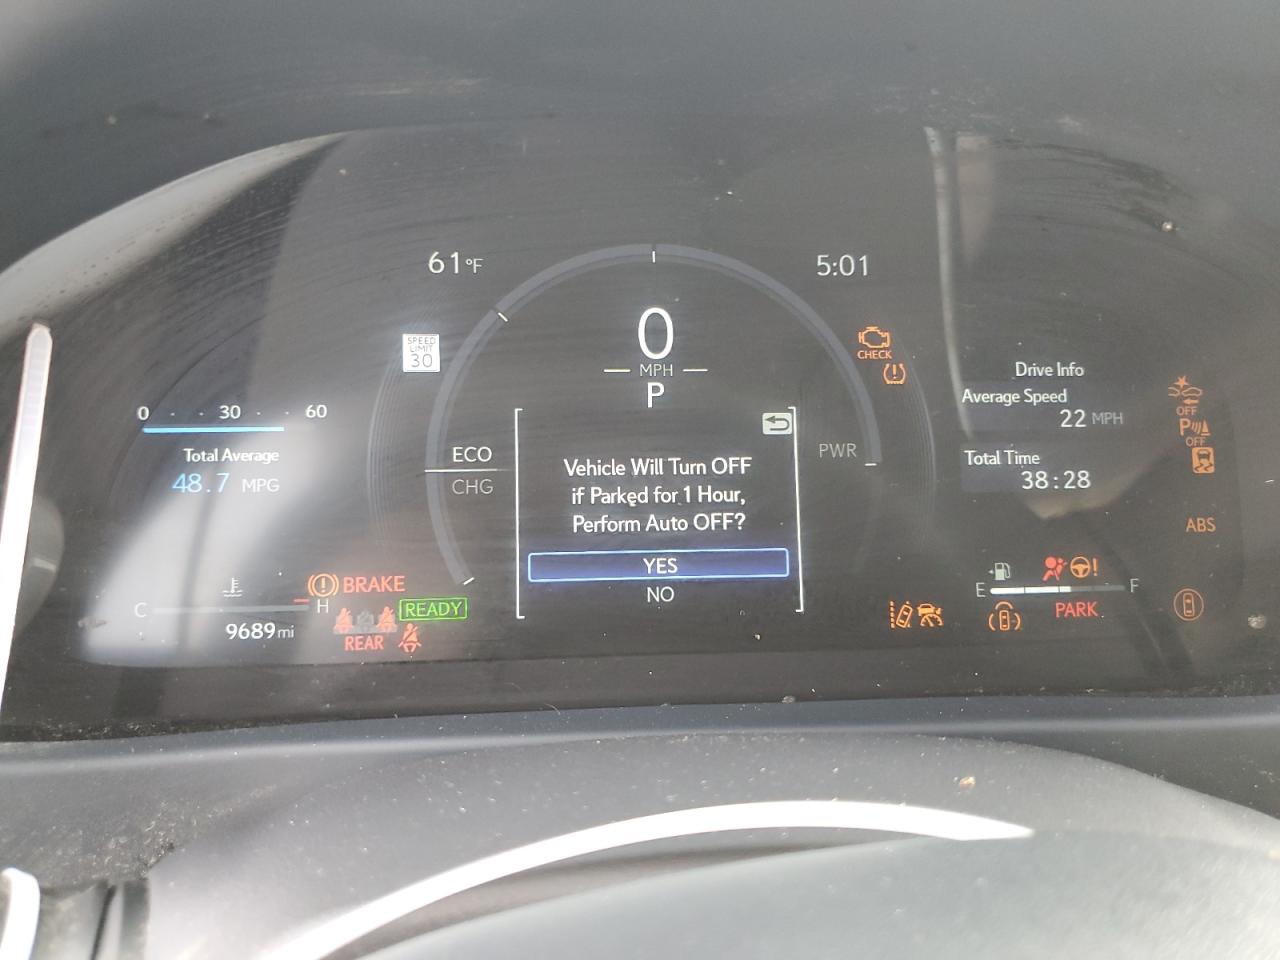 61°F
5:01
SPEED
LIMIT
30
0
MPH
P
CHECK
Drive Info
Average Speed
22 MPH
Total Time
38:28
OFF
P
OFF
0 30 60
Total Average
48.7 MPG
ECO
CHG
PWR
Vehicle Will Turn OFF
if Parked for 1 Hour,
Perform Auto OFF?
YES
NO
ABS
BRAKE
C H
READY
9689 mi
REAR
E F
PARK